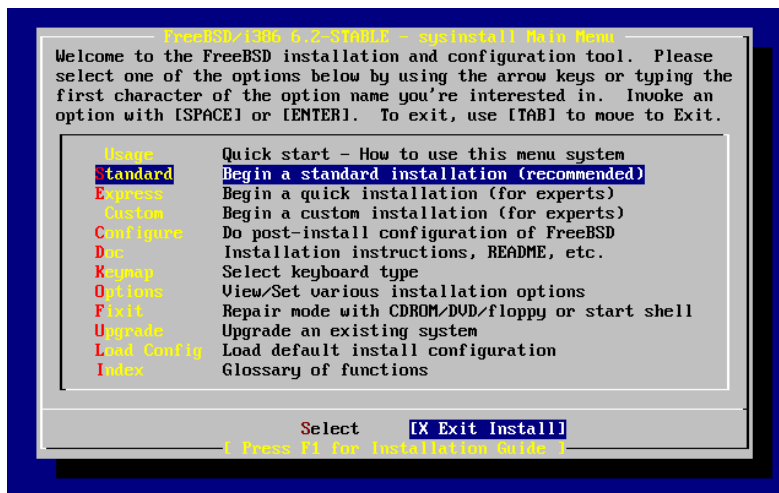 FreeBSD/i386 6.2-STABLE - sysinstall Main Menu
Welcome to the FreeBSD installation and configuration tool.  Please
select one of the options below by using the arrow keys or typing the
first character of the option name you're interested in.  Invoke an
option with [SPACE] or [ENTER].  To exit, use [TAB] to move to Exit.
Usage Quick start - How to use this menu system
Standard Begin a standard installation (recommended)
Express Begin a quick installation (for experts)
Custom Begin a custom installation (for experts)
Configure Do post-install configuration of FreeBSD
Doc Installation instructions, README, etc.
Keymap Select keyboard type
Options View/Set various installation options
Fixit Repair mode with CDROM/DVD/floppy or start shell
Upgrade Upgrade an existing system
Load Config Load default install configuration
Index Glossary of functions
Select [X Exit Install]
[ Press F1 for Installation Guide ]